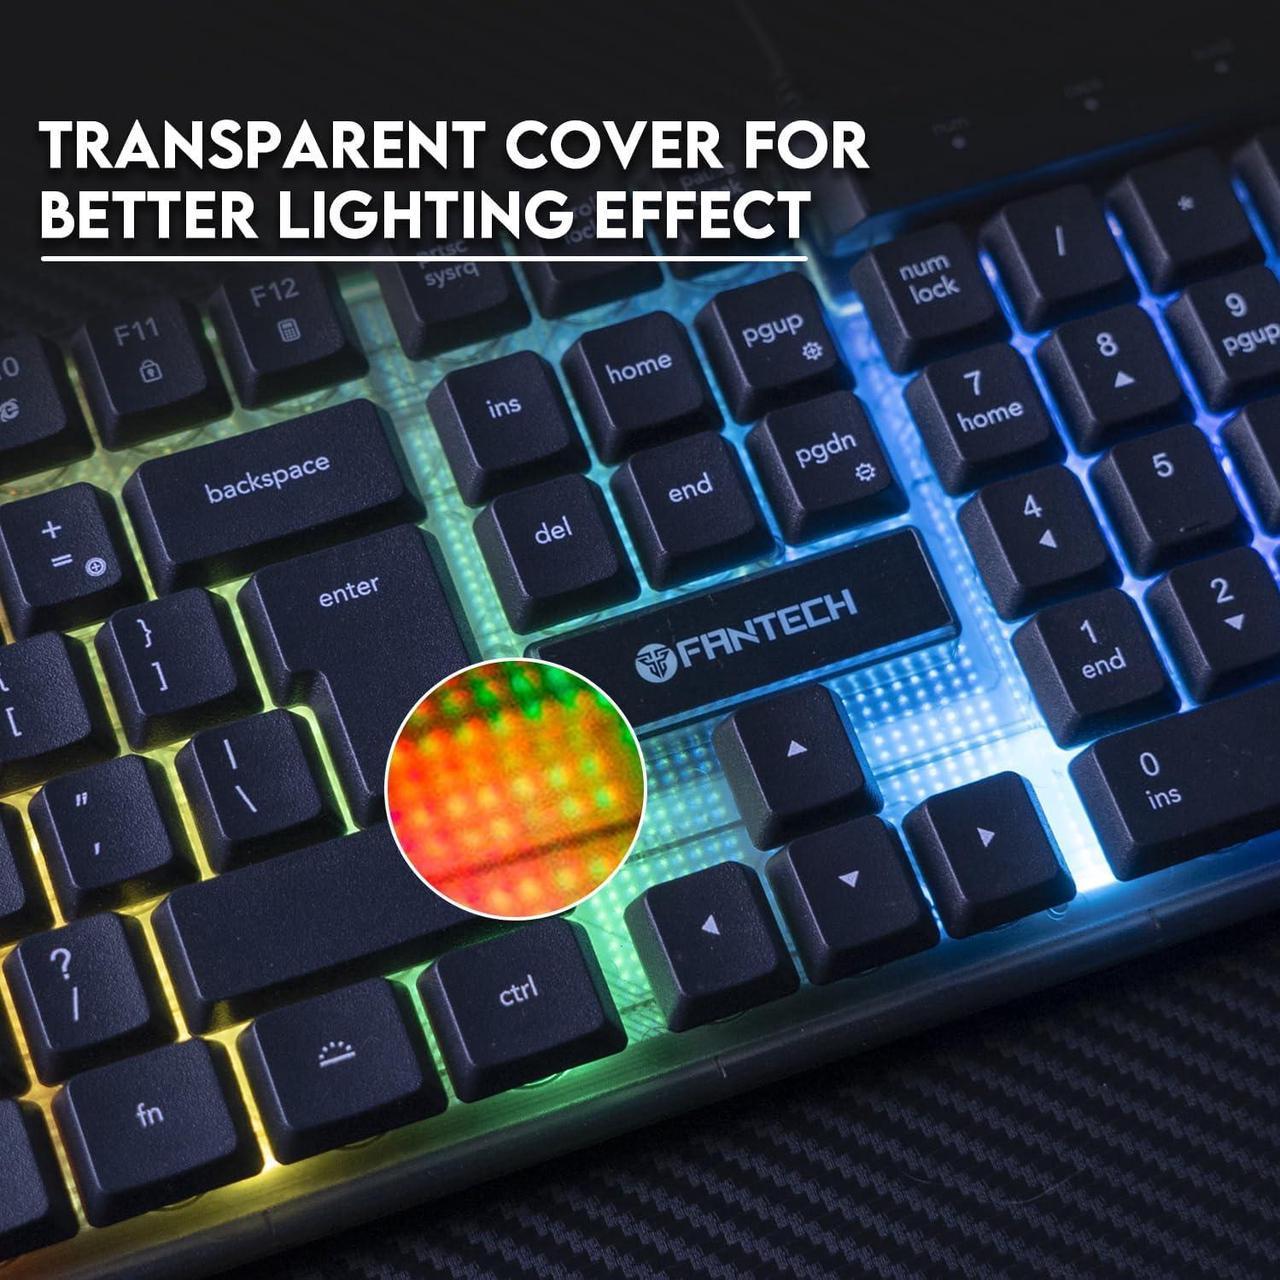 TRANSPARENT COVER FOR
BETTER LIGHTING EFFECT
num
prtsc
sysrq
F12
F11
num
lock
/
*
9
pgup
8
7
home
pgup
home
ins
pgdn
end
del
backspace
+
=
enter
5
4
FANTECH
2
1
end
}
]
{
[
|
\
"
,
0
ins
?
/
ctrl
fn